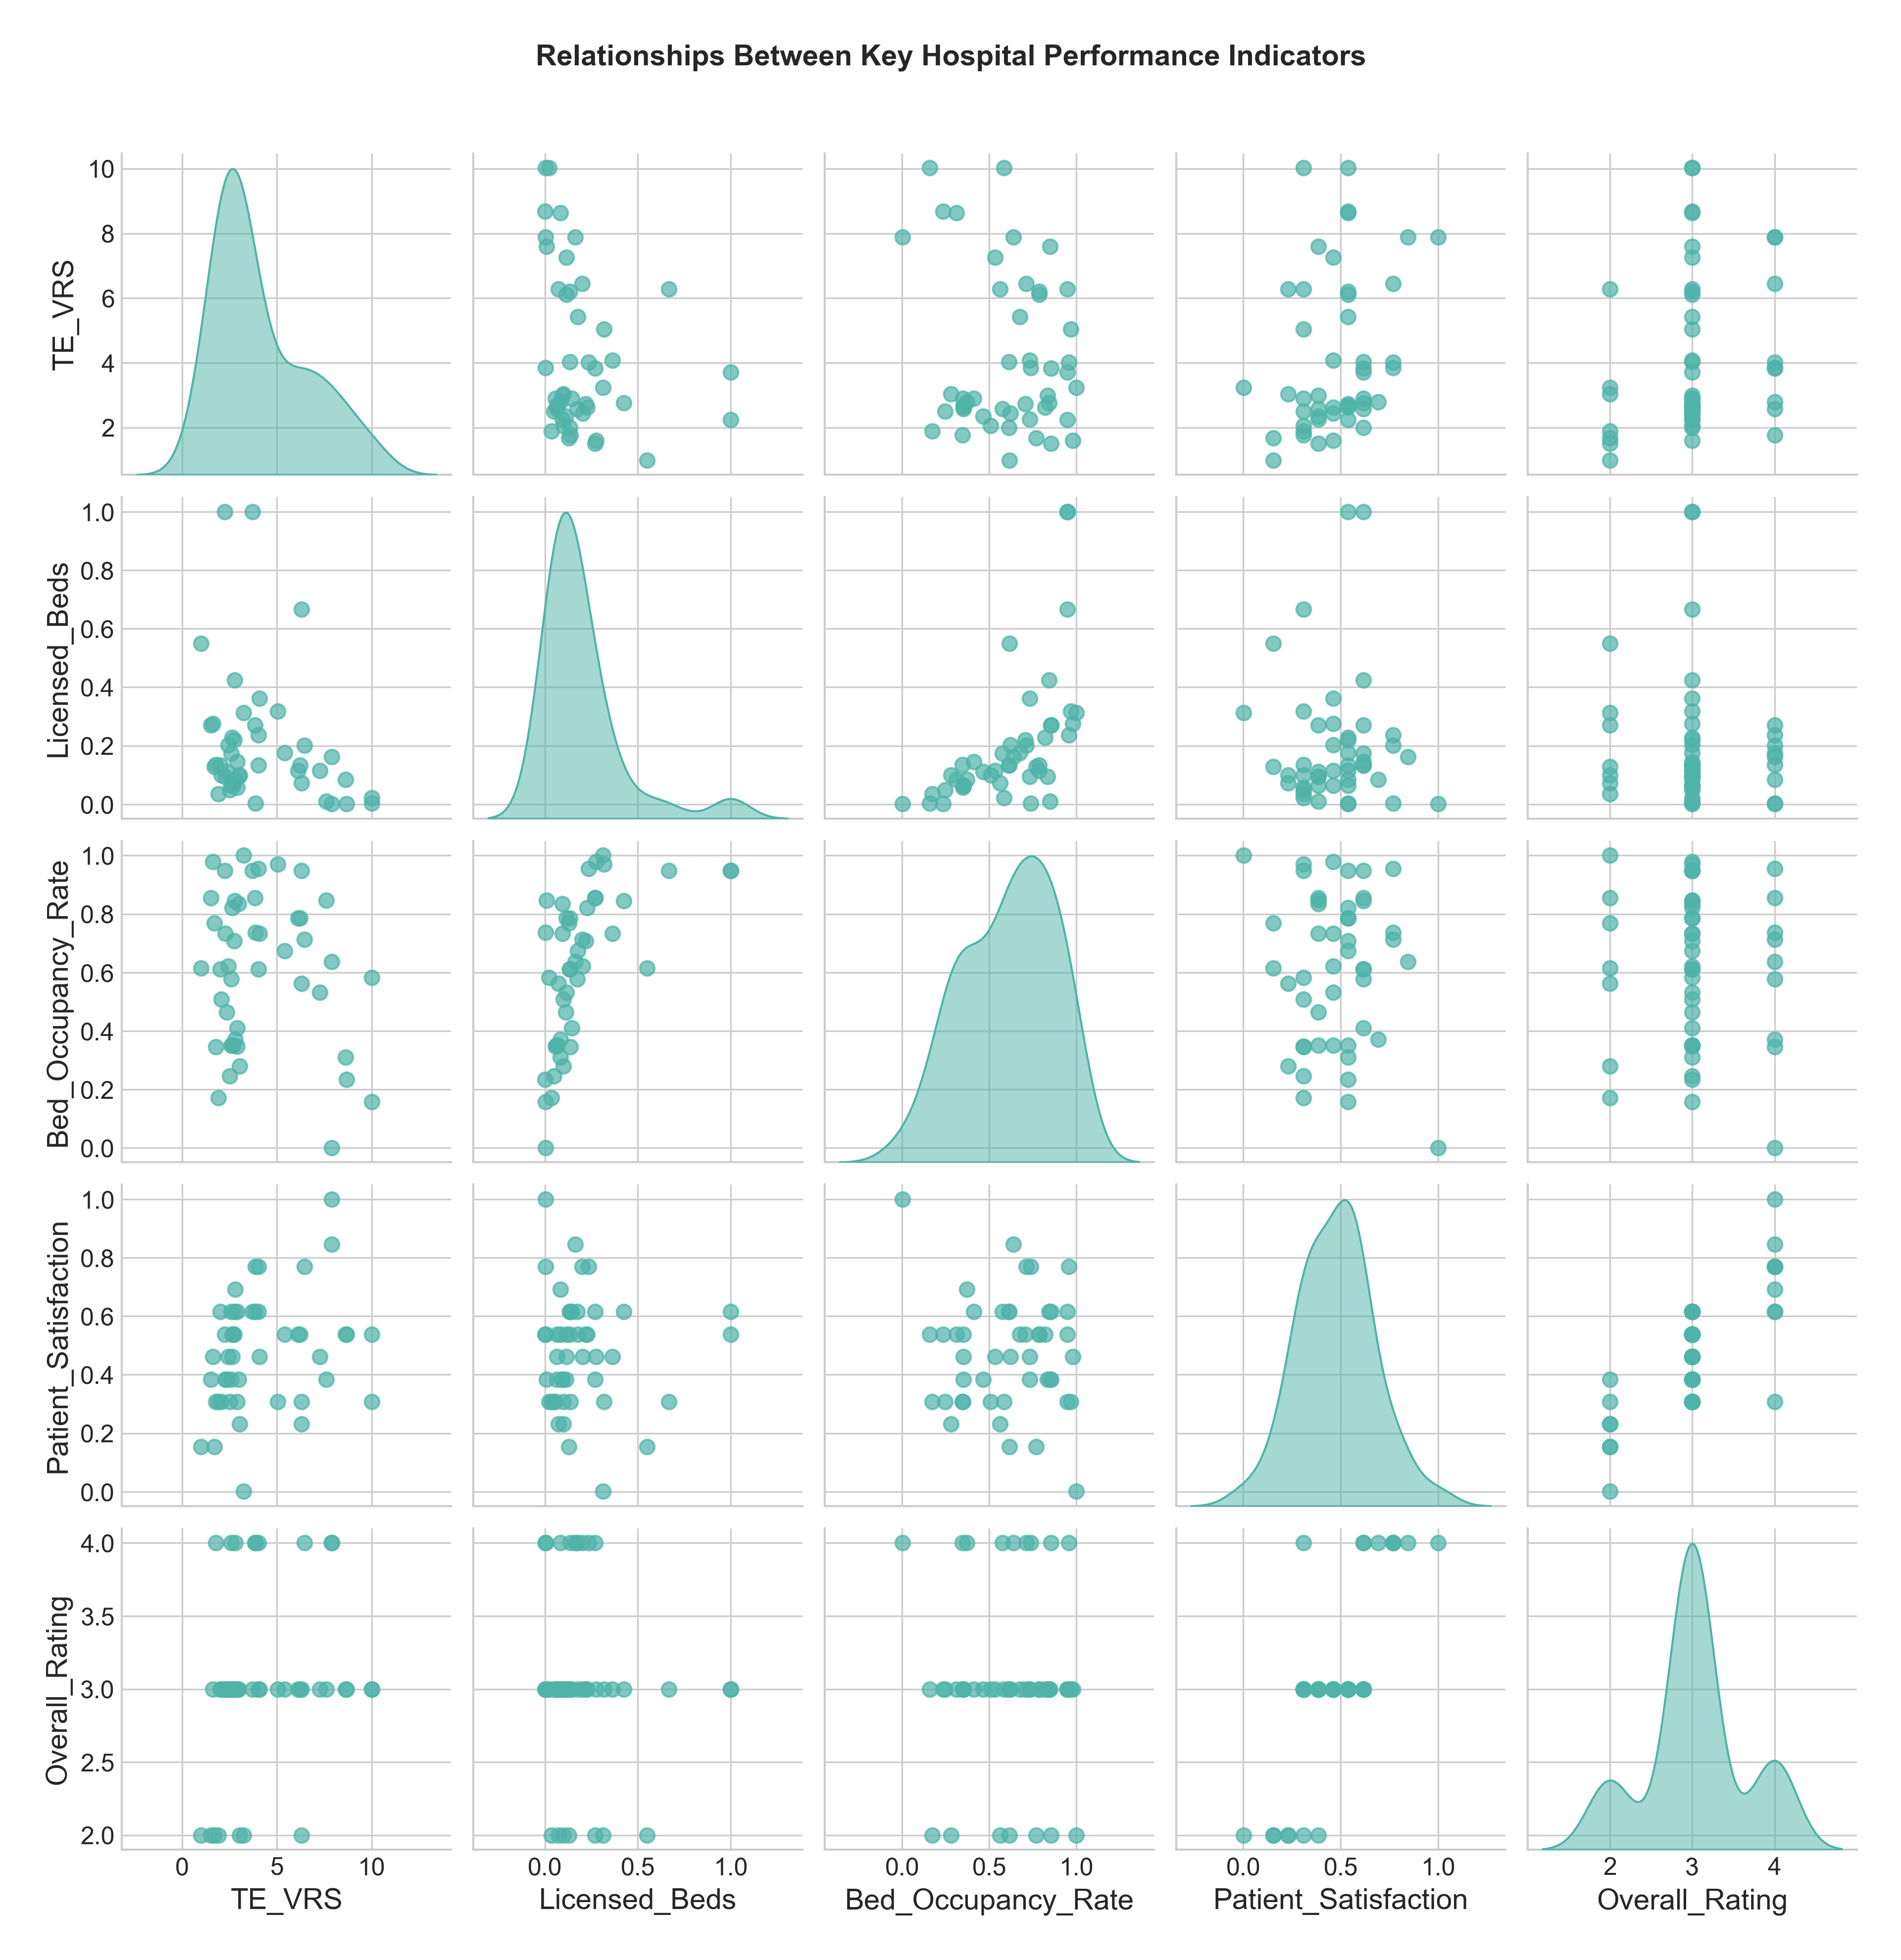 Relationships Between Key Hospital Performance Indicators
10
8
6
4
2
TE_VRS
1.0
0.8
0.6
0.4
0.2
0.0
Licensed_Beds
1.0
0.8
0.6
0.4
0.2
0.0
Bed_Occupancy_Rate
1.0
0.8
0.6
0.4
0.2
0.0
Patient_Satisfaction
4.0
3.5
3.0
2.5
2.0
Overall_Rating
0 5 10
0.0 0.5 1.0
0.0 0.5 1.0
0.0 0.5 1.0
2 3 4
TE_VRS
Licensed_Beds
Bed_Occupancy_Rate
Patient_Satisfaction
Overall_Rating